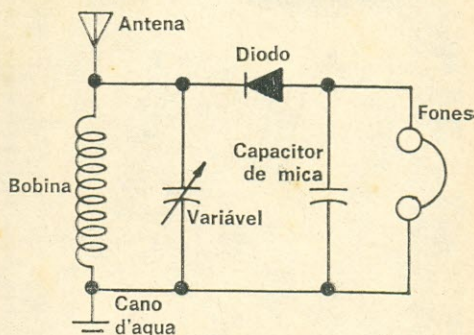 Antena
Diodo
Fones
Capacitor
de mica
Bobina
Variável
Cano
d'agua